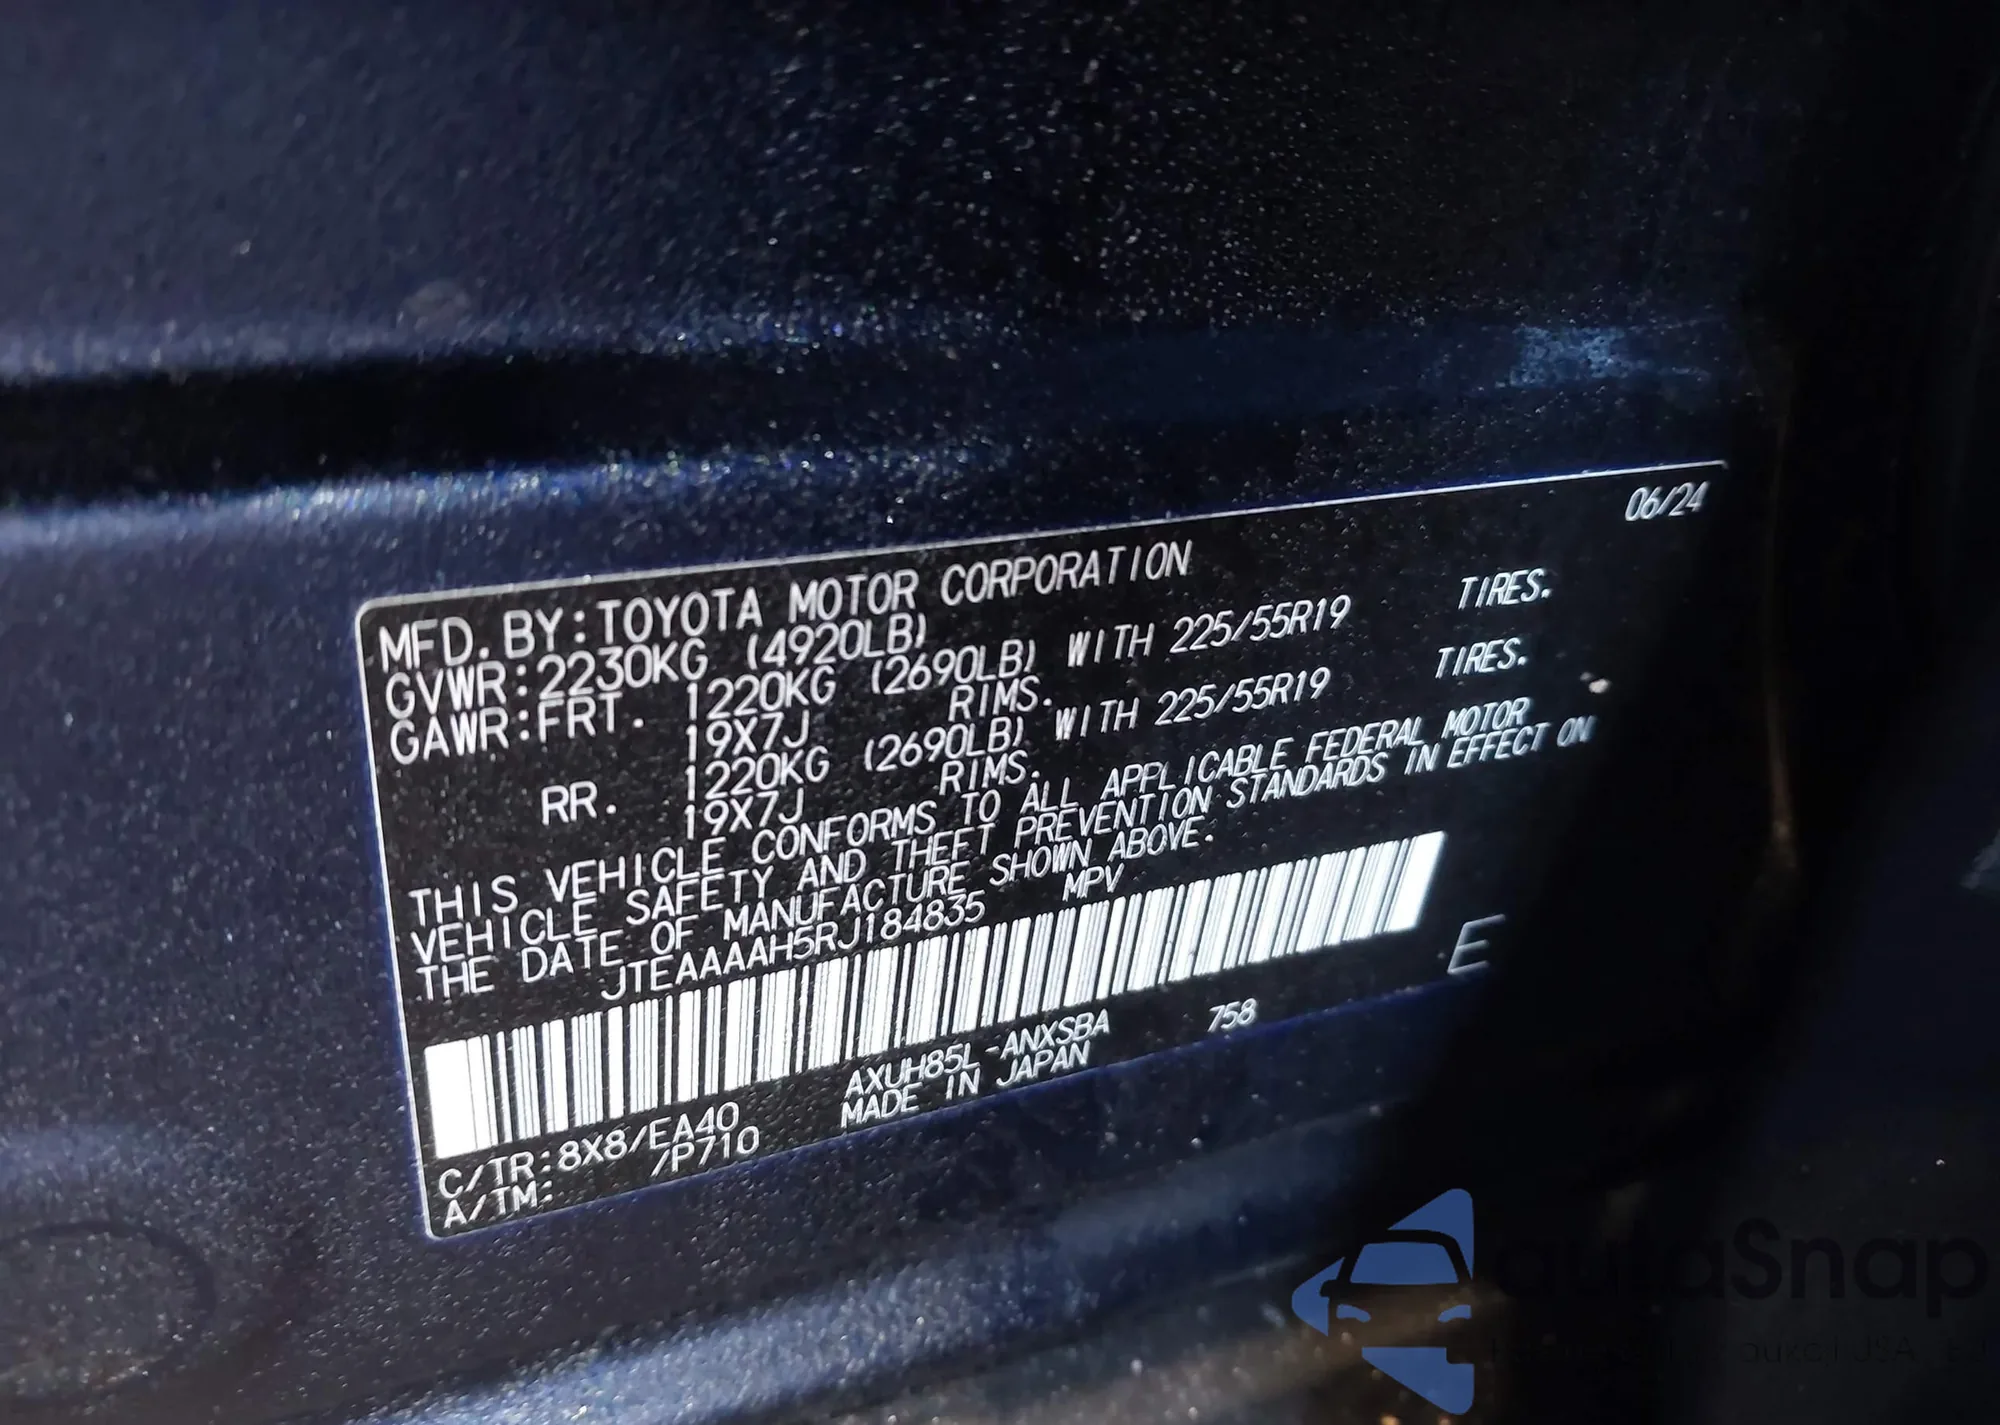 06/24
MFD. BY:TOYOTA MOTOR CORPORATION
GVWR:2230KG (4920LB)
GAWR:FRT. 1220KG (2690LB) WITH 225/55R19 TIRES.
19X7J RIMS.
RR. 1220KG (2690LB) WITH 225/55R19 TIRES.
19X7J RIMS.
THIS VEHICLE CONFORMS TO ALL APPLICABLE FEDERAL MOTOR
VEHICLE SAFETY AND THEFT PREVENTION STANDARDS IN EFFECT ON
THE DATE OF MANUFACTURE SHOWN ABOVE.
JTEAAAAH5RJ184835 MPV
E
AXUH85L-ANXSBA 758
MADE IN JAPAN
C/TR:8X8/EA40
A/TM: /P710